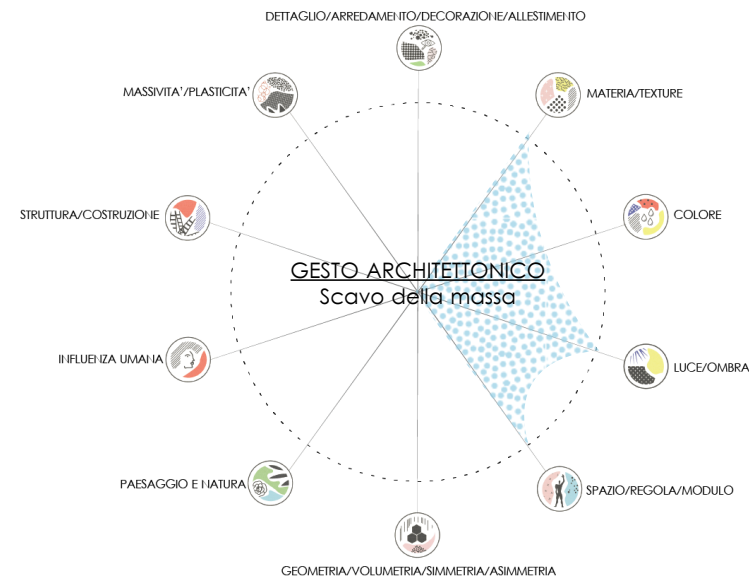 DETTAGLIO/ARREDAMENTO/DECORAZIONE/ALLESTIMENTO
MASSIVITA'/PLASTICITA'
MATERIA/TEXTURE
STRUTTURA/COSTRUZIONE
COLORE
GESTO ARCHITETTONICO
Scavo della massa
INFLUENZA UMANA
LUCE/OMBRA
PAESAGGIO E NATURA
SPAZIO/REGOLA/MODULO
GEOMETRIA/VOLUMETRIA/SIMMETRIA/ASIMMETRIA